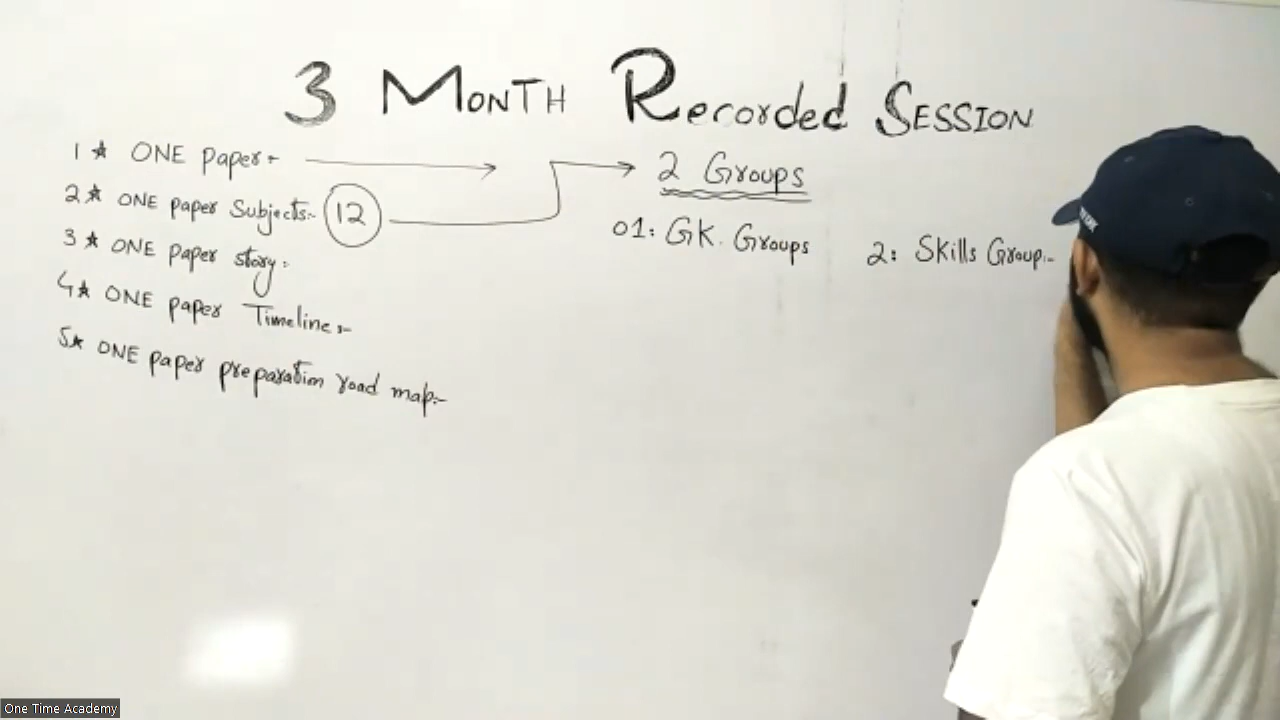 3 MONTH Recorded SESSION
1 ★ ONE paper:-
2 ★ ONE paper Subjects:- 12
3 ★ ONE paper story:-
4 ★ ONE paper Timeline:-
5 ★ ONE paper preparation road map:-
2 Groups
01: GK. Groups
2: Skills Group:-
One Time Academy